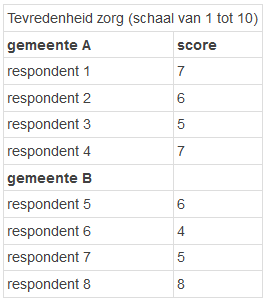 Tevredenheid zorg (schaal van 1 tot 10)
gemeente A score
respondent 1 7
respondent 2 6
respondent 3 5
respondent 4 7
gemeente B
respondent 5 6
respondent 6 4
respondent 7 5
respondent 8 8